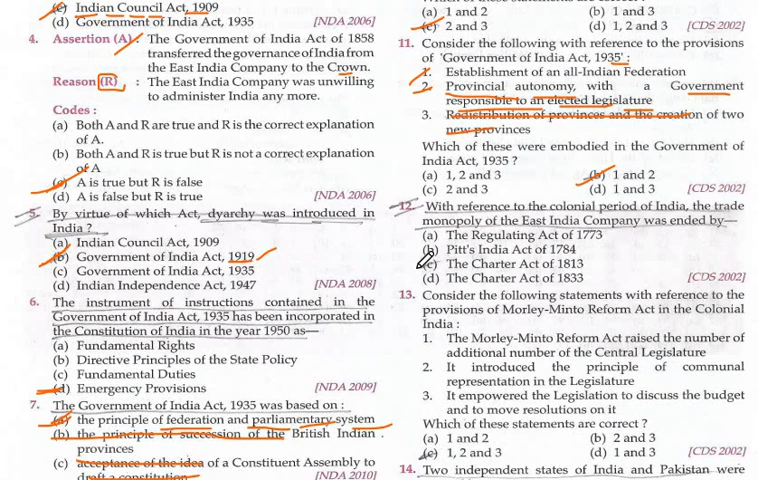 (c) Indian Council Act, 1909
(d) Government of India Act, 1935 [NDA 2006]
4. Assertion (A) : The Government of India Act of 1858
transferred the governance of India from
the East India Company to the Crown.
Reason (R) : The East India Company was unwilling
to administer India any more.
Codes :
(a) Both A and R are true and R is the correct explanation
of A.
(b) Both A and R is true but R is not a correct explanation
of A
(c) A is true but R is false
(d) A is false but R is true [NDA 2006]
5. By virtue of which Act, dyarchy was introduced in
India ?
(a) Indian Council Act, 1909
(b) Government of India Act, 1919
(c) Government of India Act, 1935
(d) Indian Independence Act, 1947 [NDA 2008]
6. The instrument of instructions contained in the
Government of India Act, 1935 has been incorporated in
the Constitution of India in the year 1950 as—
(a) Fundamental Rights
(b) Directive Principles of the State Policy
(c) Fundamental Duties
(d) Emergency Provisions [NDA 2009]
7. The Government of India Act, 1935 was based on :
(a) the principle of federation and parliamentary system
(b) the principle of succession of the British Indian
provinces
(c) acceptance of the idea of a Constituent Assembly to
draft a constitution [NDA 2010]
(a) 1 and 2 (b) 1 and 3
(c) 2 and 3 (d) 1, 2 and 3 [CDS 2002]
11. Consider the following with reference to the provisions
of 'Government of India Act, 1935' :
1. Establishment of an all-Indian Federation
2. Provincial autonomy, with a Government
responsible to an elected legislature
3. Redistribution of provinces and the creation of two
new provinces
Which of these were embodied in the Government of
India Act, 1935 ?
(a) 1, 2 and 3 (b) 1 and 2
(c) 2 and 3 (d) 1 and 3 [CDS 2002]
12. With reference to the colonial period of India, the trade
monopoly of the East India Company was ended by—
(a) The Regulating Act of 1773
(b) Pitt's India Act of 1784
(c) The Charter Act of 1813
(d) The Charter Act of 1833 [CDS 2002]
13. Consider the following statements with reference to the
provisions of Morley-Minto Reform Act in the Colonial
India :
1. The Morley-Minto Reform Act raised the number of
additional number of the Central Legislature
2. It introduced the principle of communal
representation in the Legislature
3. It empowered the Legislation to discuss the budget
and to move resolutions on it
Which of these statements are correct ?
(a) 1 and 2 (b) 2 and 3
(c) 1, 2 and 3 (d) 1 and 3 [CDS 2002]
14. Two independent states of India and Pakistan were